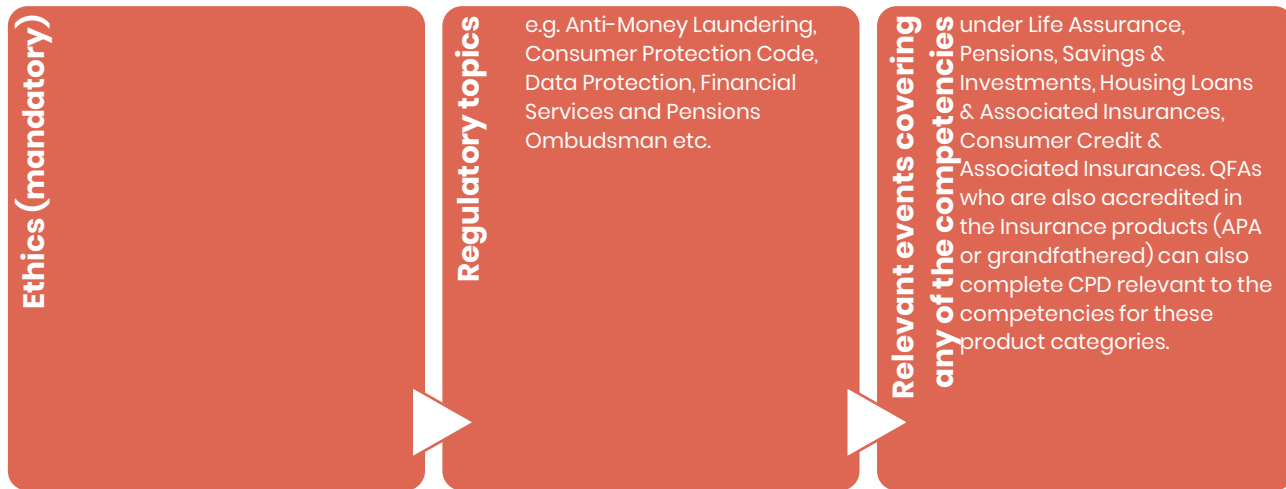 Ethics (mandatory)
Regulatory topics
e.g. Anti-Money Laundering,
Consumer Protection Code,
Data Protection, Financial
Services and Pensions
Ombudsman etc.
Relevant events covering
any of the competencies
under Life Assurance,
Pensions, Savings &
Investments, Housing Loans
& Associated Insurances,
Consumer Credit &
Associated Insurances. QFAs
who are also accredited in
the Insurance products (APA
or grandfathered) can also
complete CPD relevant to the
competencies for these
product categories.